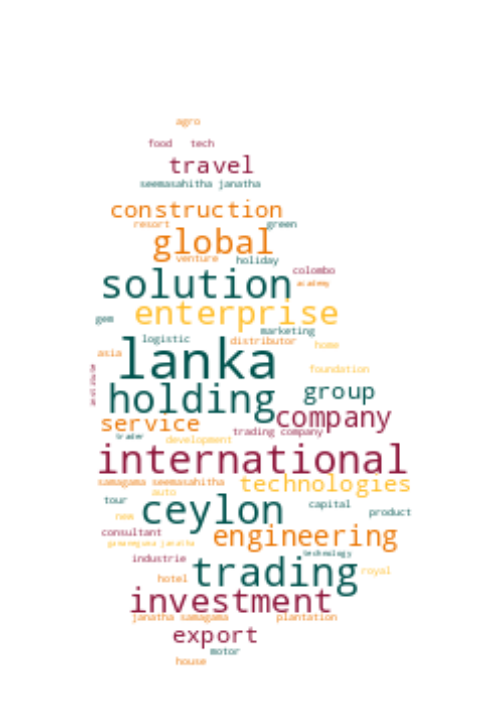 agro
food tech
travel
seemasahitha janatha
construction
resort green
global
venture holiday
colombo
solution
academy
enterprise
gem
marketing
logistic distributor
home
asia
lanka
foundation
holding group
company
service
trading company
trader
development
international
samagama seemasahitha
technologies
auto
tour
ceylon
capital
product
new
engineering
consultant
technology
industrie
trading
royal
hotel
investment
janatha samagama plantation
export
motor
house